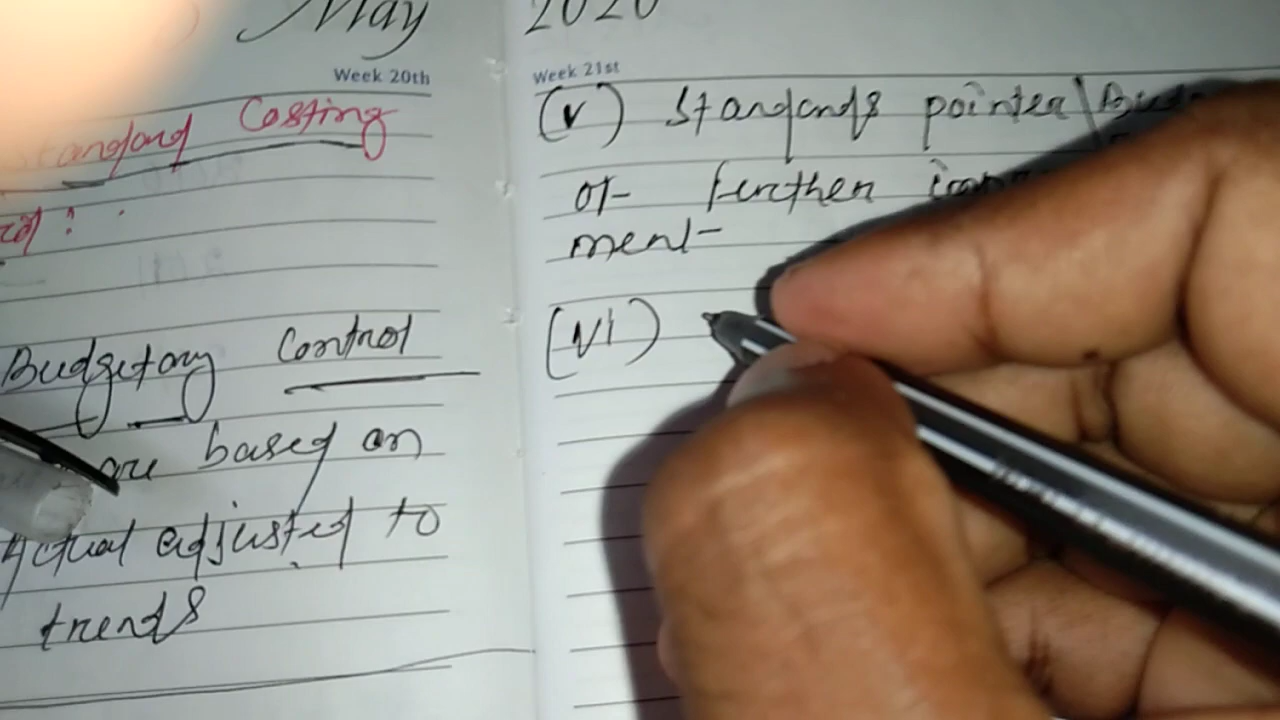 May
Week 20th
Standard Costing
Budgetary Control
are based on
Actual adjusted to
trends
2020
Week 21st
(v) Standards pointer
of further
ment
(vi)